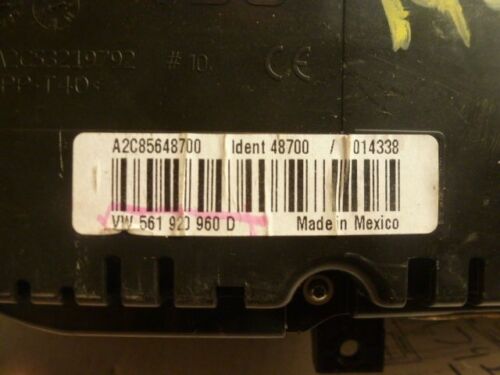 A2C53219792 #10 CE
PP-T40
A2C85648700 Ident 48700 / 014338
VW 561 920 960 D Made in Mexico